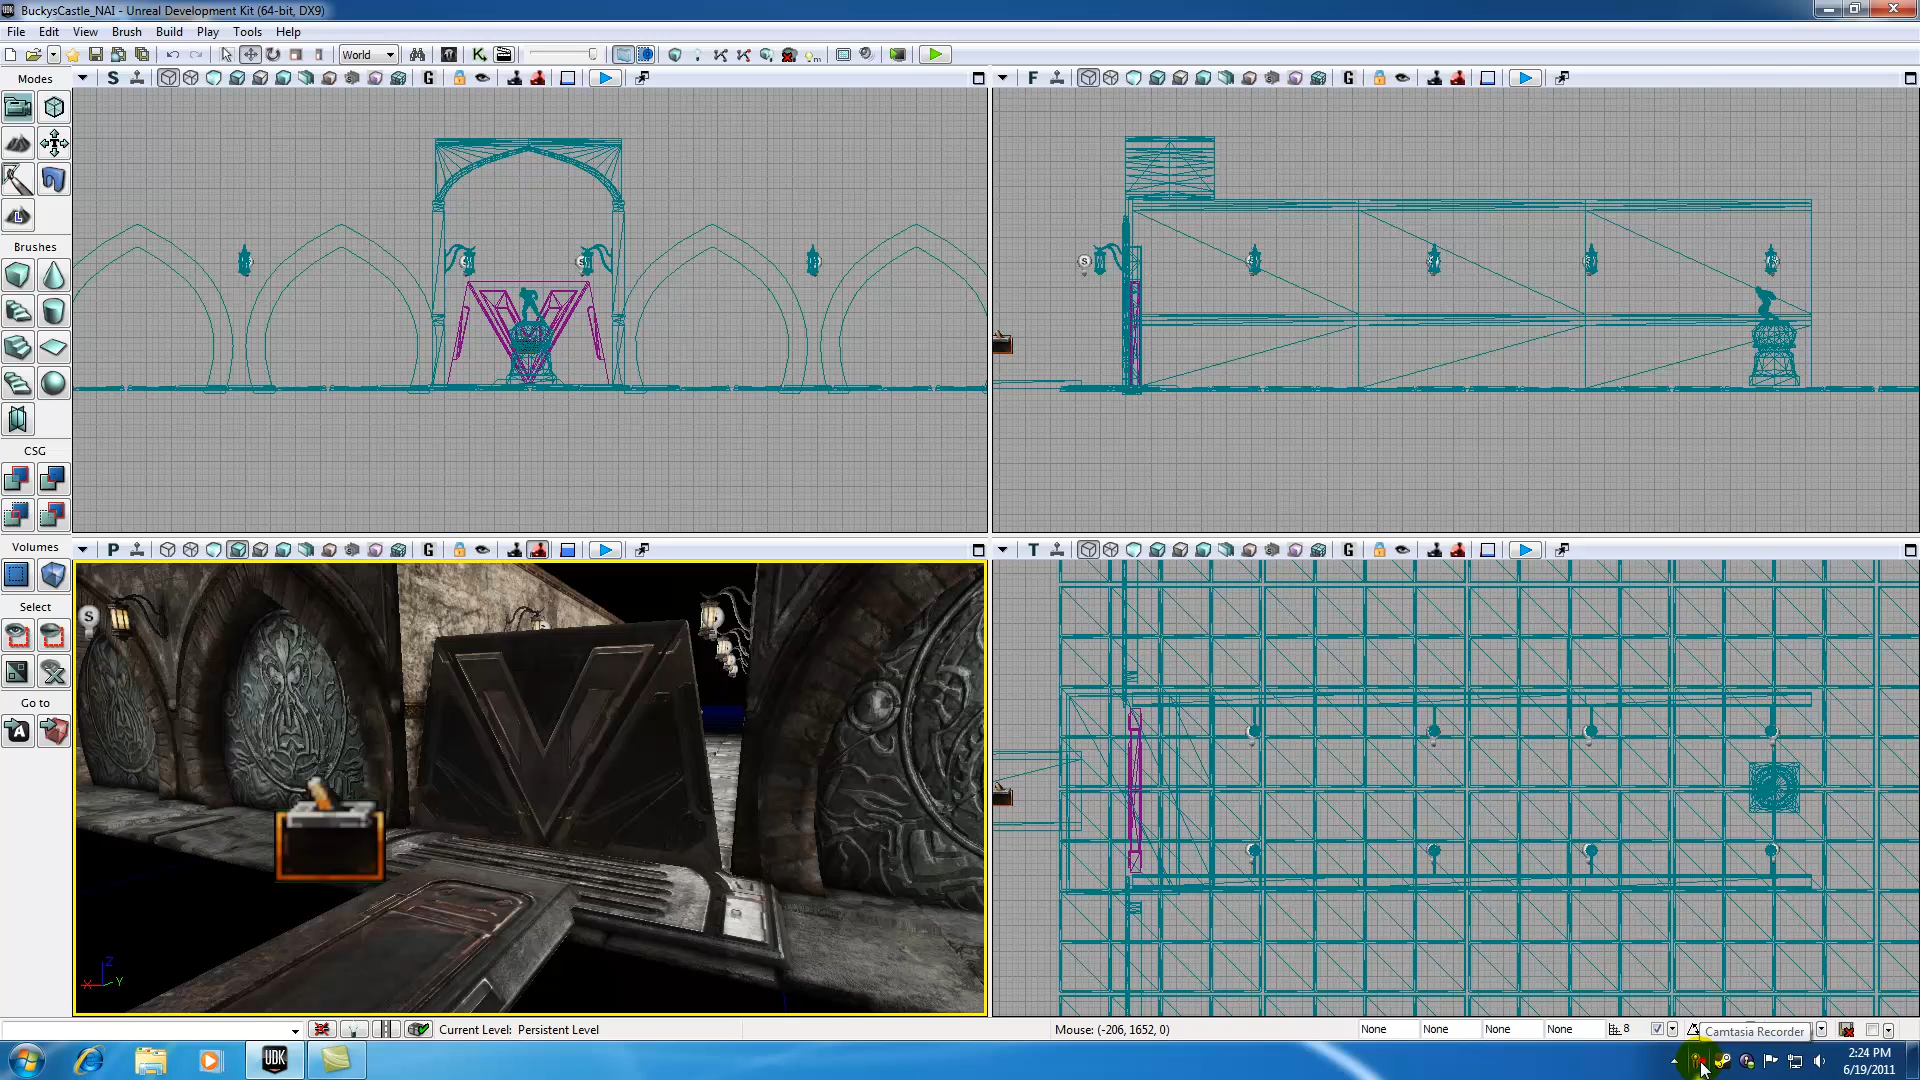 BuckysCastle_NAI - Unreal Development Kit (64-bit, DX9)
File Edit View Brush Build Play Tools Help
World
Modes
S
G
F
G
L
Brushes
CSG
Volumes
P
G
T
G
Select
Go to
A
S
S
S
S
Z
X
Y
Current Level: Persistent Level
Mouse: (-206, 1652, 0)
None None None None
8
Camtasia Recorder
UDK
2:24 PM
6/19/2011